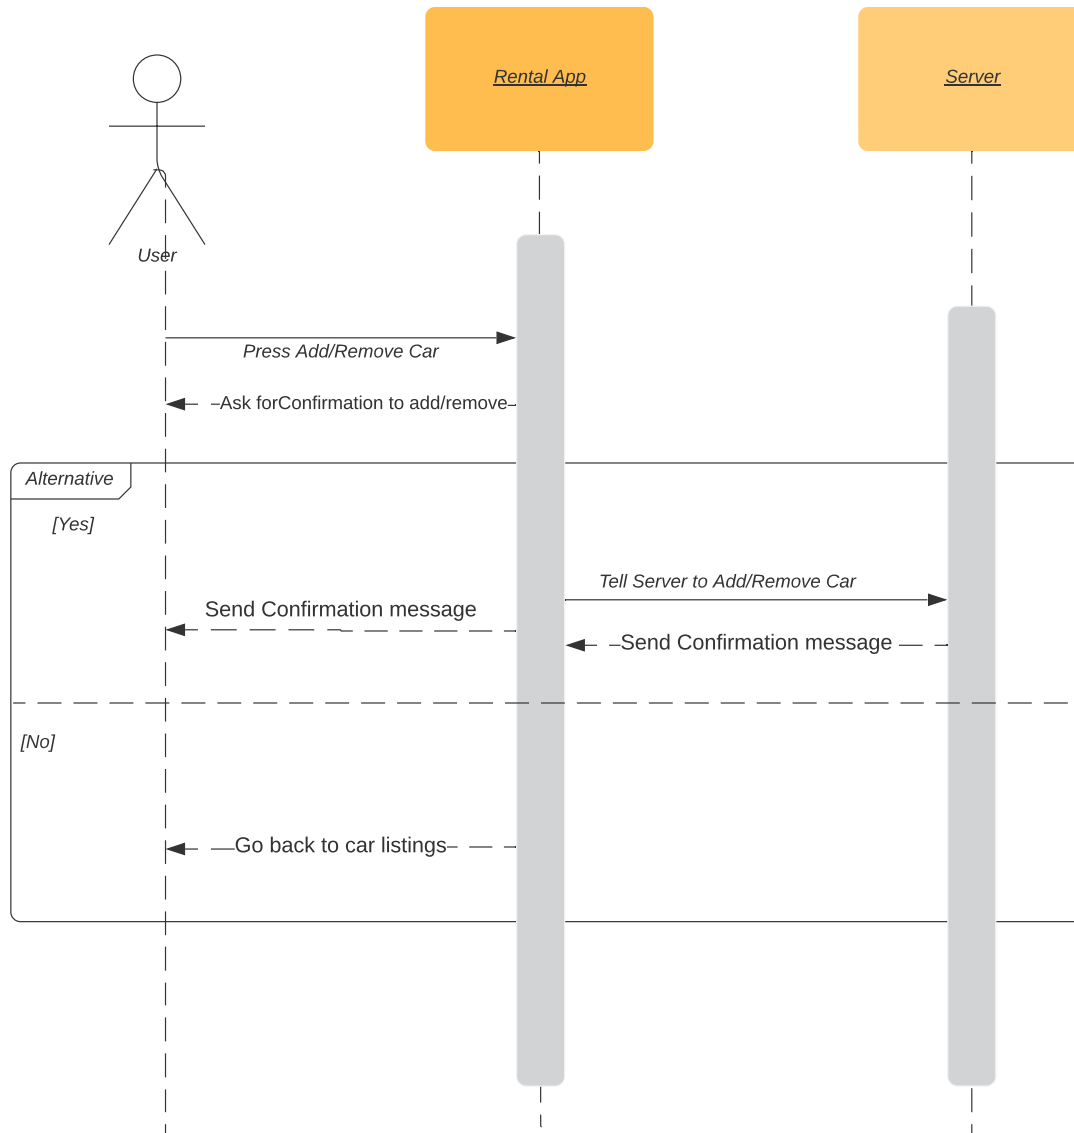 Rental App
Server
User
Press Add/Remove Car
Ask forConfirmation to add/remove
Alternative
[Yes]
Tell Server to Add/Remove Car
Send Confirmation message
Send Confirmation message
[No]
Go back to car listings